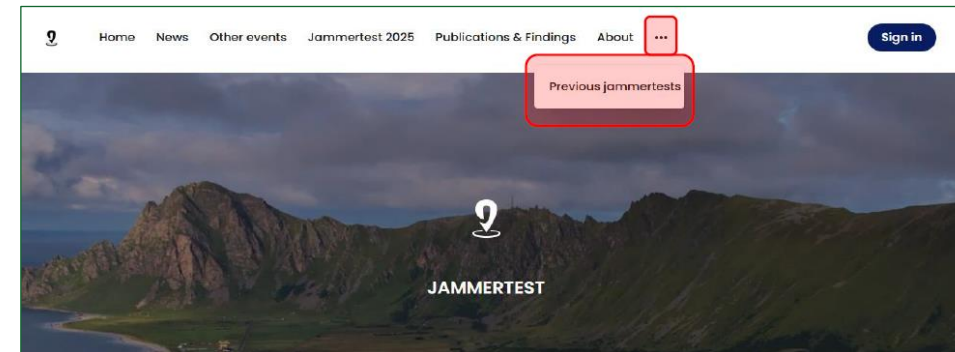 Home News Other events Jammertest 2025 Publications & Findings About ... Sign in
Previous jammertests
JAMMERTEST